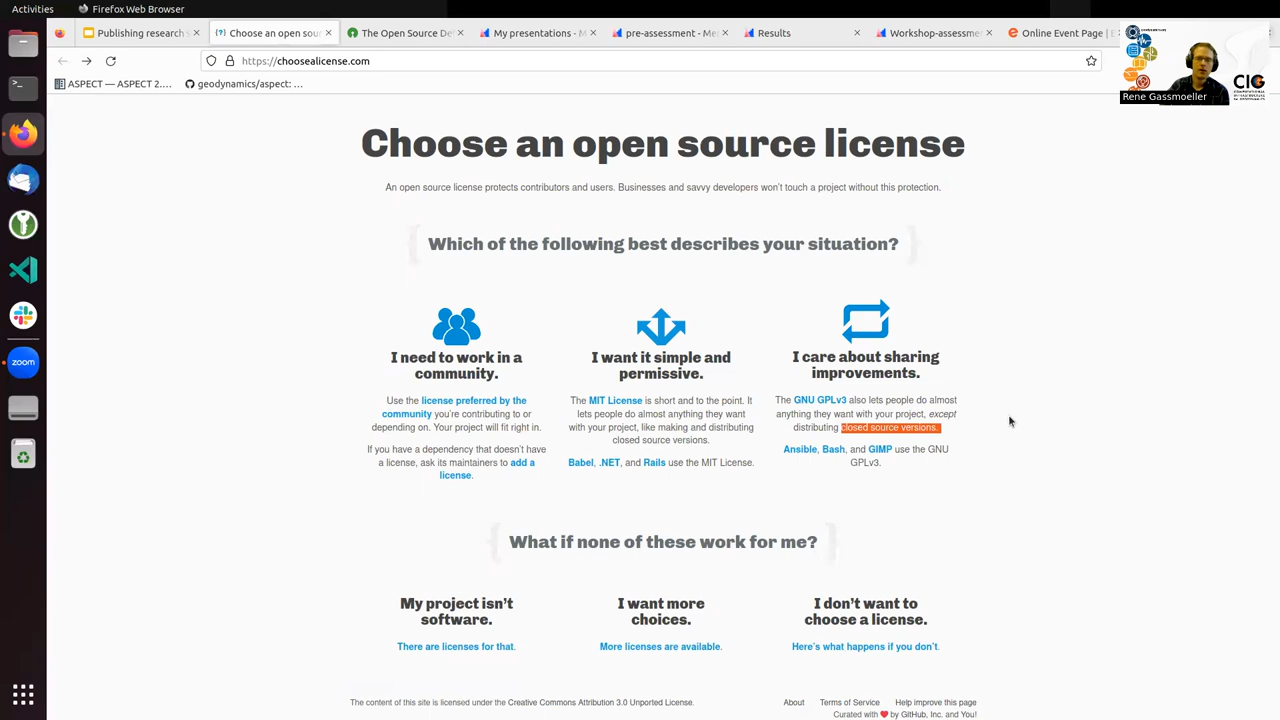 Activities
Firefox Web Browser
Publishing research s
Choose an open sour
The Open Source De
My presentations - M
pre-assessment - Me
Results
Workshop-assessme
Online Event Page | E
https://choosealicense.com
ASPECT — ASPECT 2....
geodynamics/aspect: ...
Rene Gassmoeller
CIG
Choose an open source license
An open source license protects contributors and users. Businesses and savvy developers won't touch a project without this protection.
Which of the following best describes your situation?
I need to work in a
community.
Use the license preferred by the
community you're contributing to or
depending on. Your project will fit right in.
If you have a dependency that doesn't have
a license, ask its maintainers to add a
license.
I want it simple and
permissive.
The MIT License is short and to the point. It
lets people do almost anything they want
with your project, like making and distributing
closed source versions.
Babel, .NET, and Rails use the MIT License.
I care about sharing
improvements.
The GNU GPLv3 also lets people do almost
anything they want with your project, except
distributing closed source versions.
Ansible, Bash, and GIMP use the GNU
GPLv3.
What if none of these work for me?
My project isn't
software.
There are licenses for that.
I want more
choices.
More licenses are available.
I don't want to
choose a license.
Here's what happens if you don't.
The content of this site is licensed under the Creative Commons Attribution 3.0 Unported License.
About
Terms of Service
Help improve this page
Curated with ❤ by GitHub, Inc. and You!
zoom